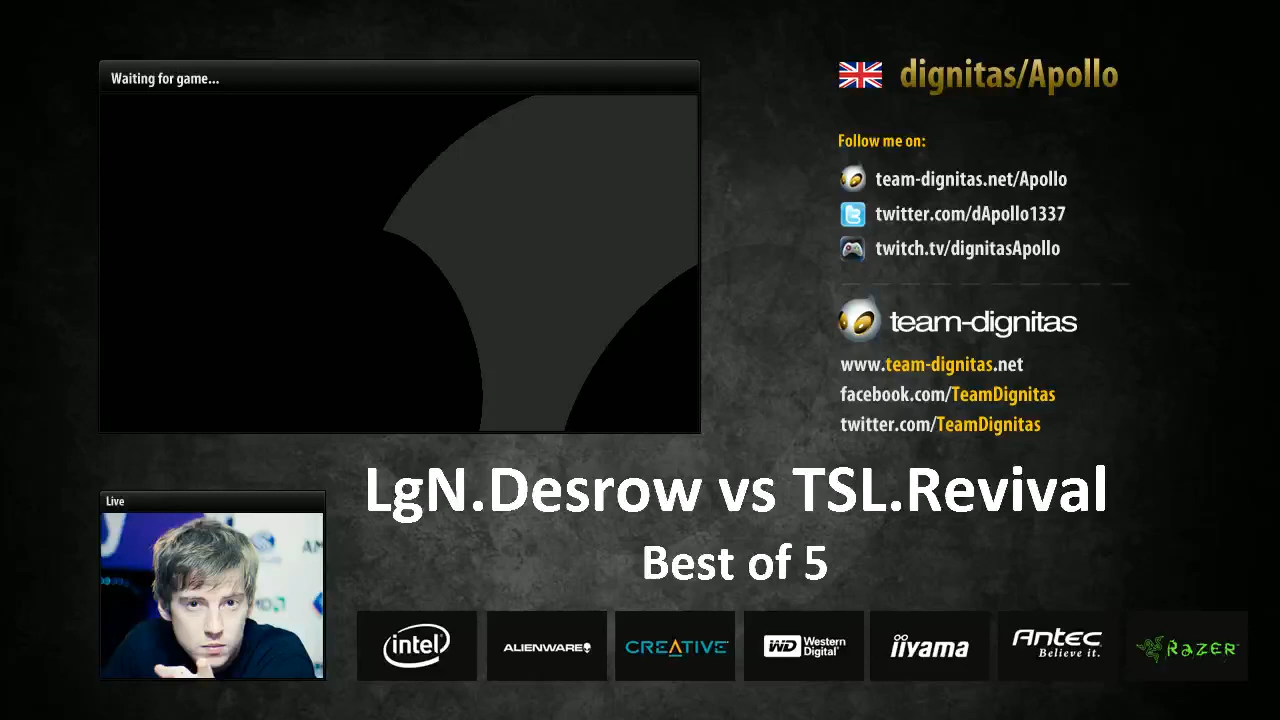 Waiting for game...
dignitas/Apollo
Follow me on:
team-dignitas.net/Apollo
twitter.com/dApollo1337
twitch.tv/dignitasApollo
team-dignitas
www.team-dignitas.net
facebook.com/TeamDignitas
twitter.com/TeamDignitas
LgN.Desrow vs TSL.Revival
Best of 5
Live
intel
ALIENWARE
CREATIVE
WD Western Digital
iiyama
Antec
Believe it.
RAZER